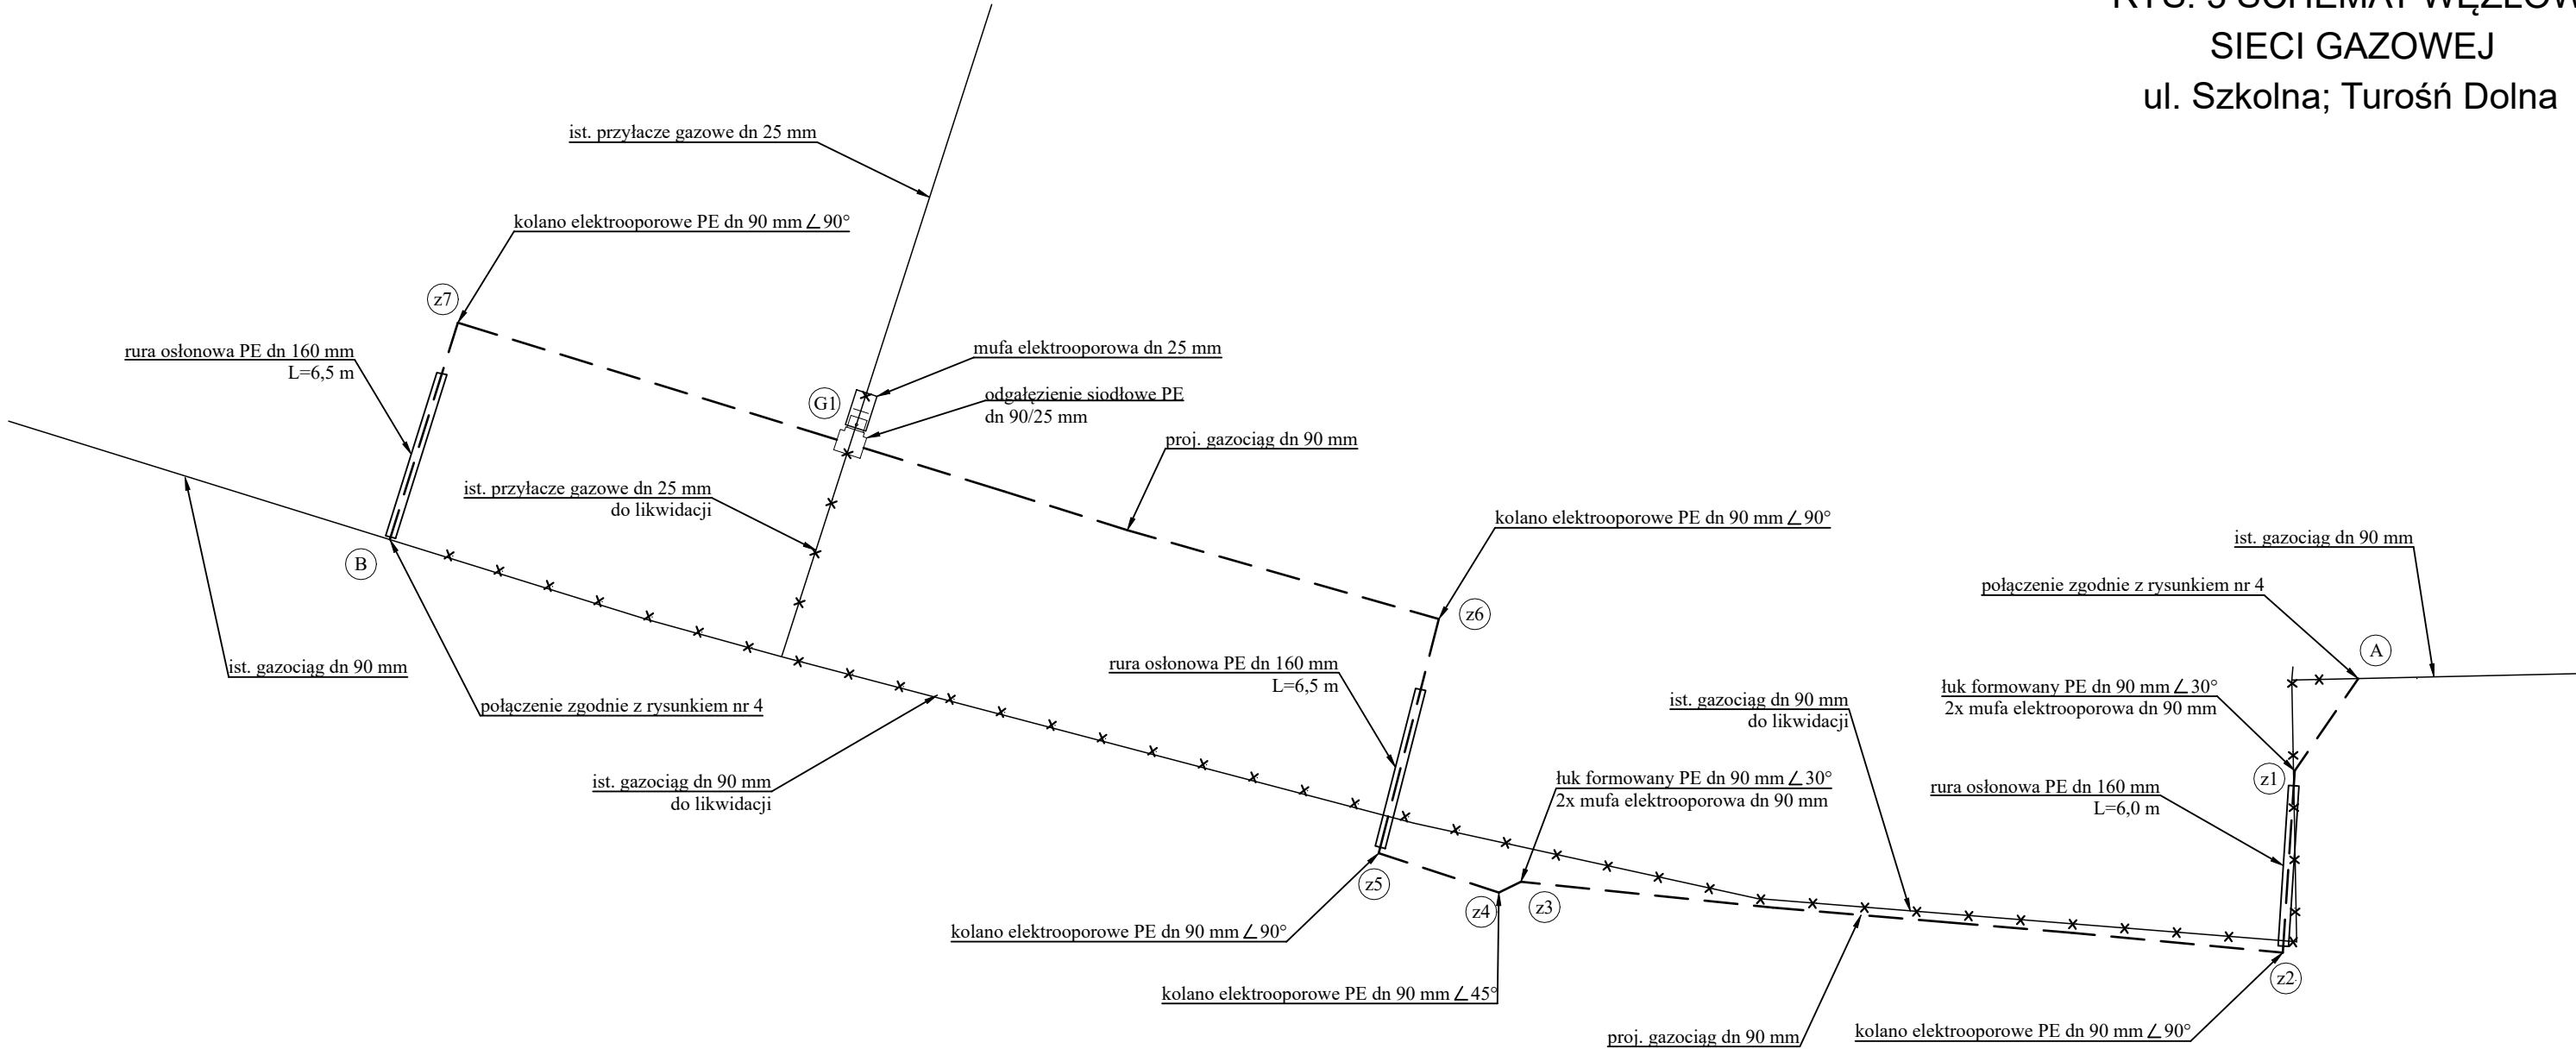 SIECI GAZOWEJ
ul. Szkolna; Turośń Dolna
ist. przyłacze gazowe dn 25 mm
kolano elektrooporowe PE dn 90 mm∠90°
z7
rura osłonowa PE dn 160 mm
L=6,5 m
mufa elektrooporowa dn 25 mm
G1
odgałęzienie siodłowe PE
dn 90/25 mm
proj. gazociąg dn 90 mm
ist. przyłacze gazowe dn 25 mm
do likwidacji
B
kolano elektrooporowe PE dn 90 mm∠90°
z6
ist. gazociąg dn 90 mm
połączenie zgodnie z rysunkiem nr 4
A
ist. gazociąg dn 90 mm
połączenie zgodnie z rysunkiem nr 4
rura osłonowa PE dn 160 mm
L=6,5 m
łuk formowany PE dn 90 mm∠30°
2x mufa elektrooporowa dn 90 mm
ist. gazociąg dn 90 mm
do likwidacji
z1
ist. gazociąg dn 90 mm
do likwidacji
łuk formowany PE dn 90 mm∠30°
2x mufa elektrooporowa dn 90 mm
rura osłonowa PE dn 160 mm
L=6,0 m
z5
z4
z3
kolano elektrooporowe PE dn 90 mm∠90°
z2
kolano elektrooporowe PE dn 90 mm∠45°
proj. gazociąg dn 90 mm
kolano elektrooporowe PE dn 90 mm∠90°